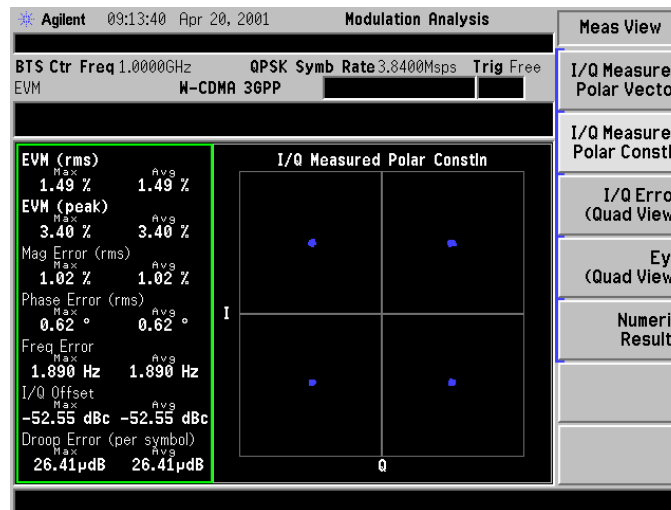 Agilent 09:13:40 Apr 20, 2001 Modulation Analysis
Meas View
BTS Ctr Freq 1.0000GHz QPSK Symb Rate 3.8400Msps Trig Free
EVM W-CDMA 3GPP
I/Q Measure
Polar Vecto
I/Q Measure
Polar Constl
I/Q Erro
(Quad View
Ey
(Quad View
Numeri
Result
EVM (rms)
Max Avg
1.49 % 1.49 %
EVM (peak)
Max Avg
3.40 % 3.40 %
Mag Error (rms)
Max Avg
1.02 % 1.02 %
Phase Error (rms)
Max Avg
0.62 ° 0.62 °
Freq Error
Max Avg
1.890 Hz 1.890 Hz
I/Q Offset
Max Avg
-52.55 dBc -52.55 dBc
Droop Error (per symbol)
Max Avg
26.41µdB 26.41µdB
I/Q Measured Polar Constln
I
Q